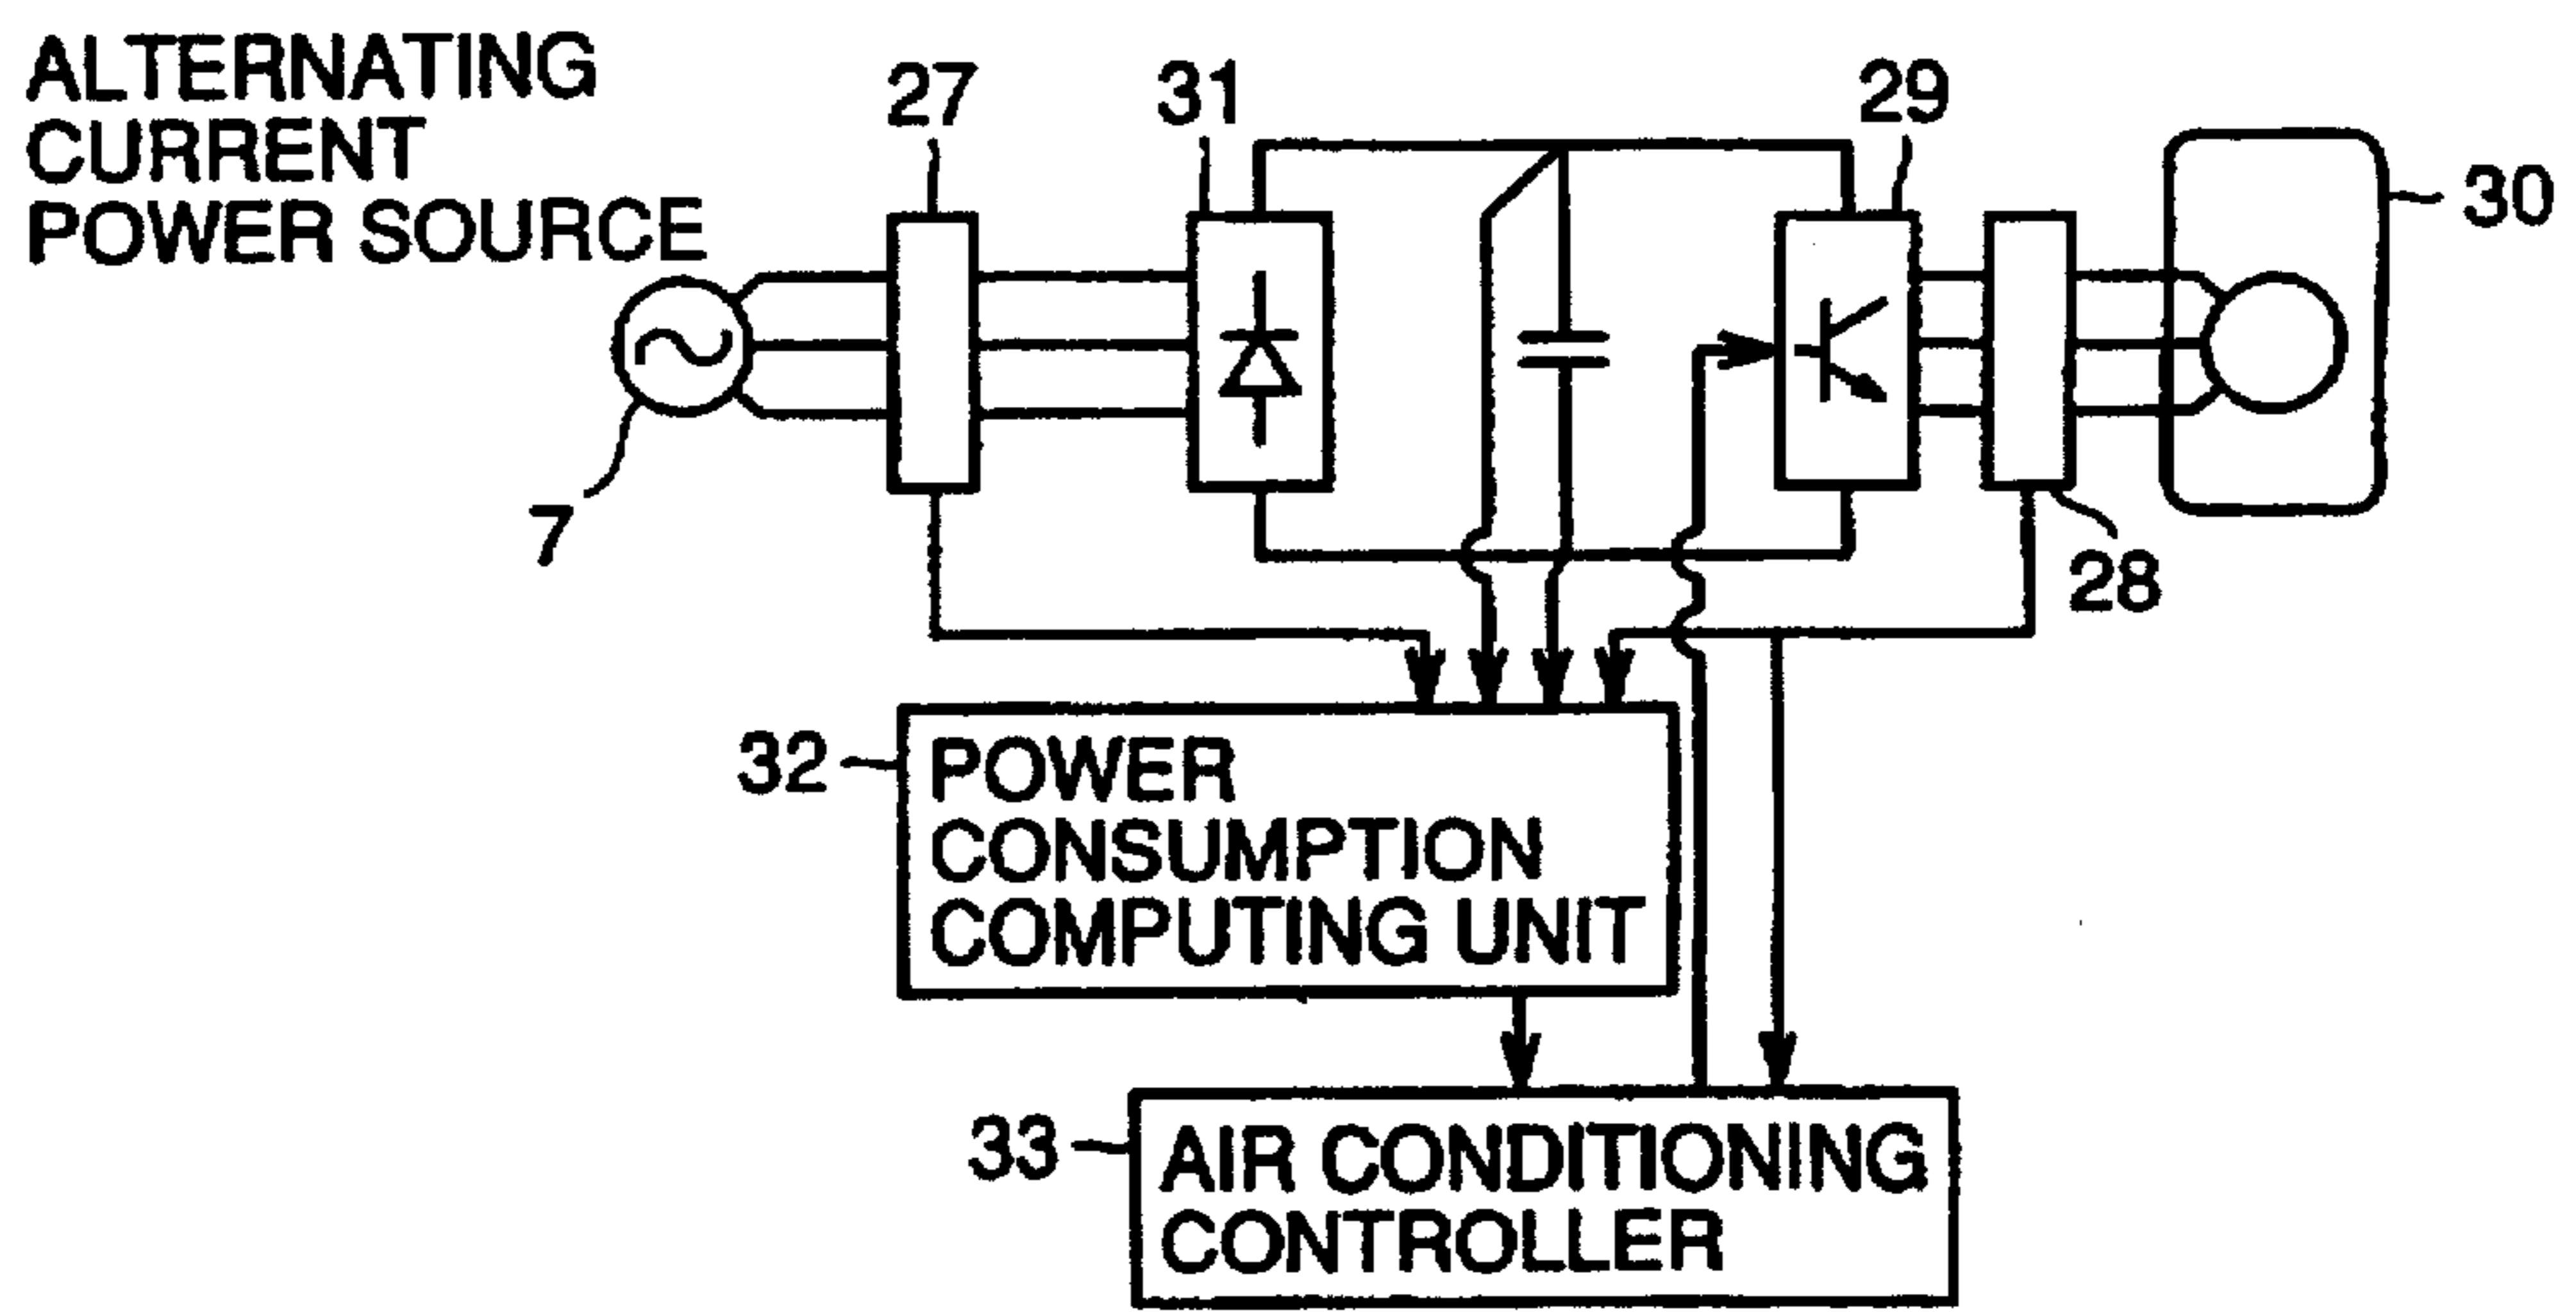 ALTERNATING
CURRENT
POWER SOURCE
27
31
29
30
7
28
32
POWER
CONSUMPTION
COMPUTING UNIT
33
AIR CONDITIONING
CONTROLLER